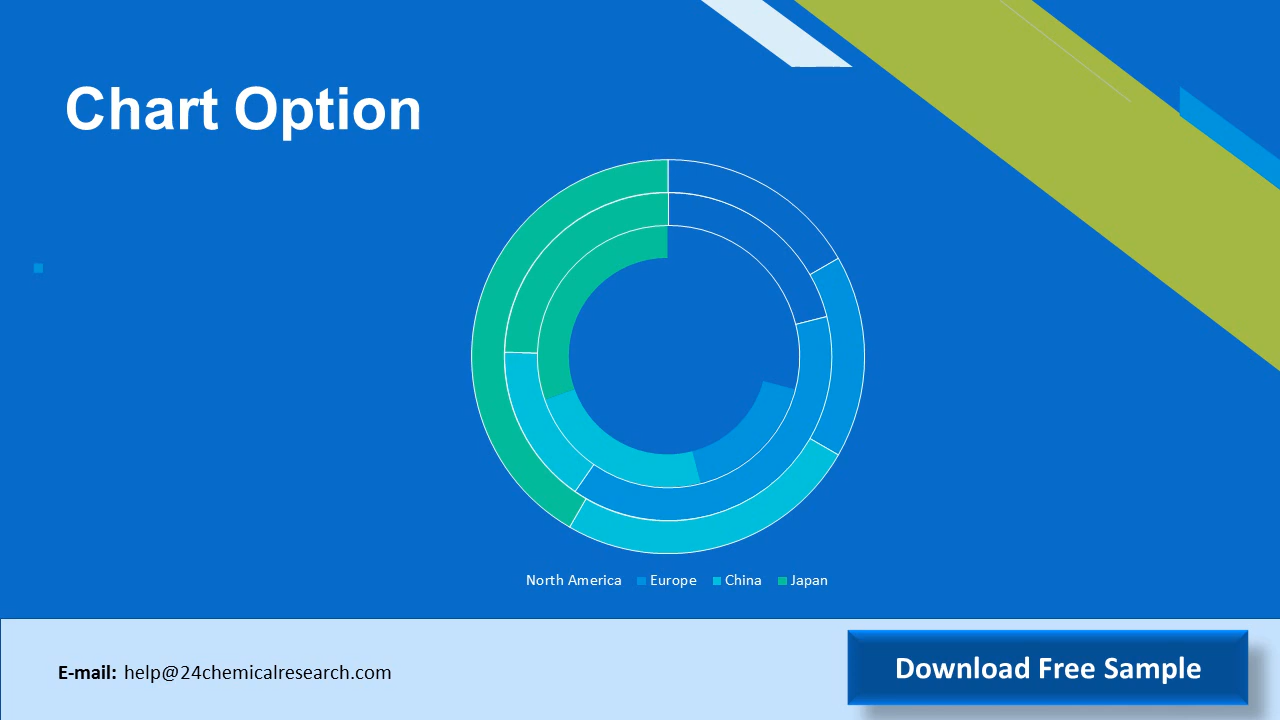 Chart Option
North America Europe China Japan
E-mail: help@24chemicalresearch.com
Download Free Sample